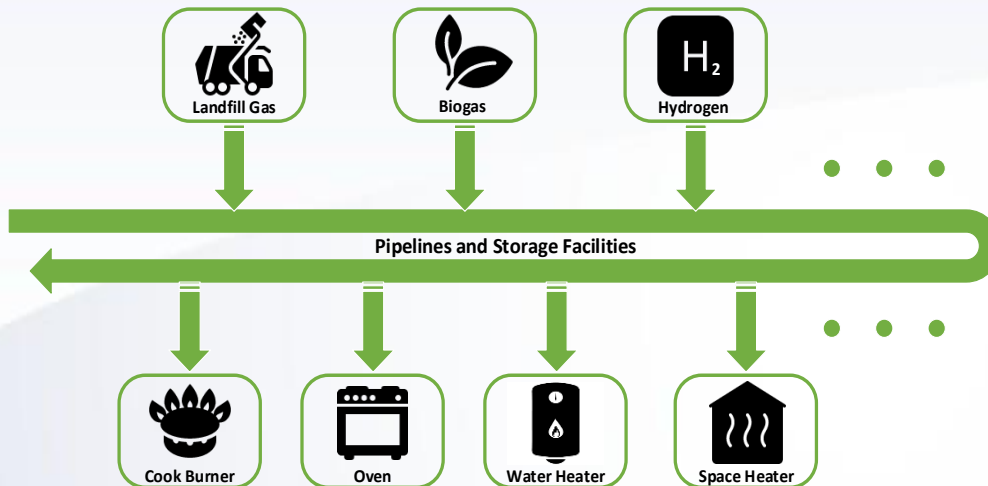 Landfill Gas
Biogas
H2
Hydrogen
Pipelines and Storage Facilities
Cook Burner
Oven
Water Heater
Space Heater